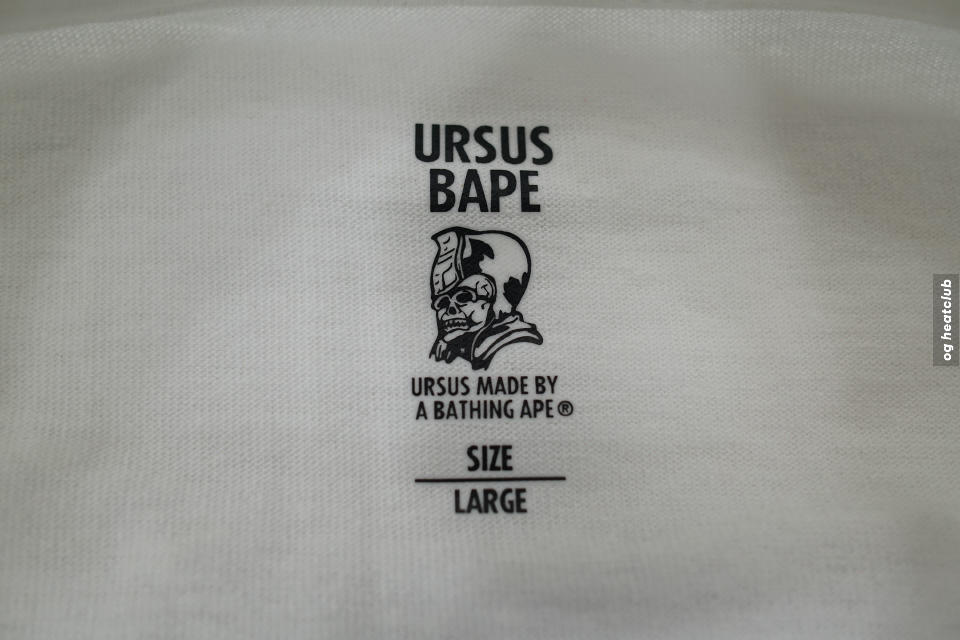 URSUS
BAPE
URSUS MADE BY
A BATHING APE®
SIZE
LARGE
og heatclub